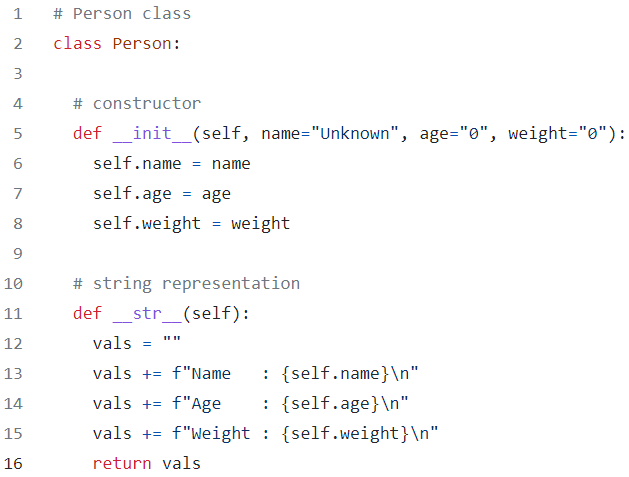 1 # Person class
2 class Person:
3
4   # constructor
5   def __init__(self, name="Unknown", age="0", weight="0"):
6     self.name = name
7     self.age = age
8     self.weight = weight
9
10   # string representation
11   def __str__(self):
12     vals = ""
13     vals += f"Name   : {self.name}\n"
14     vals += f"Age    : {self.age}\n"
15     vals += f"Weight : {self.weight}\n"
16     return vals